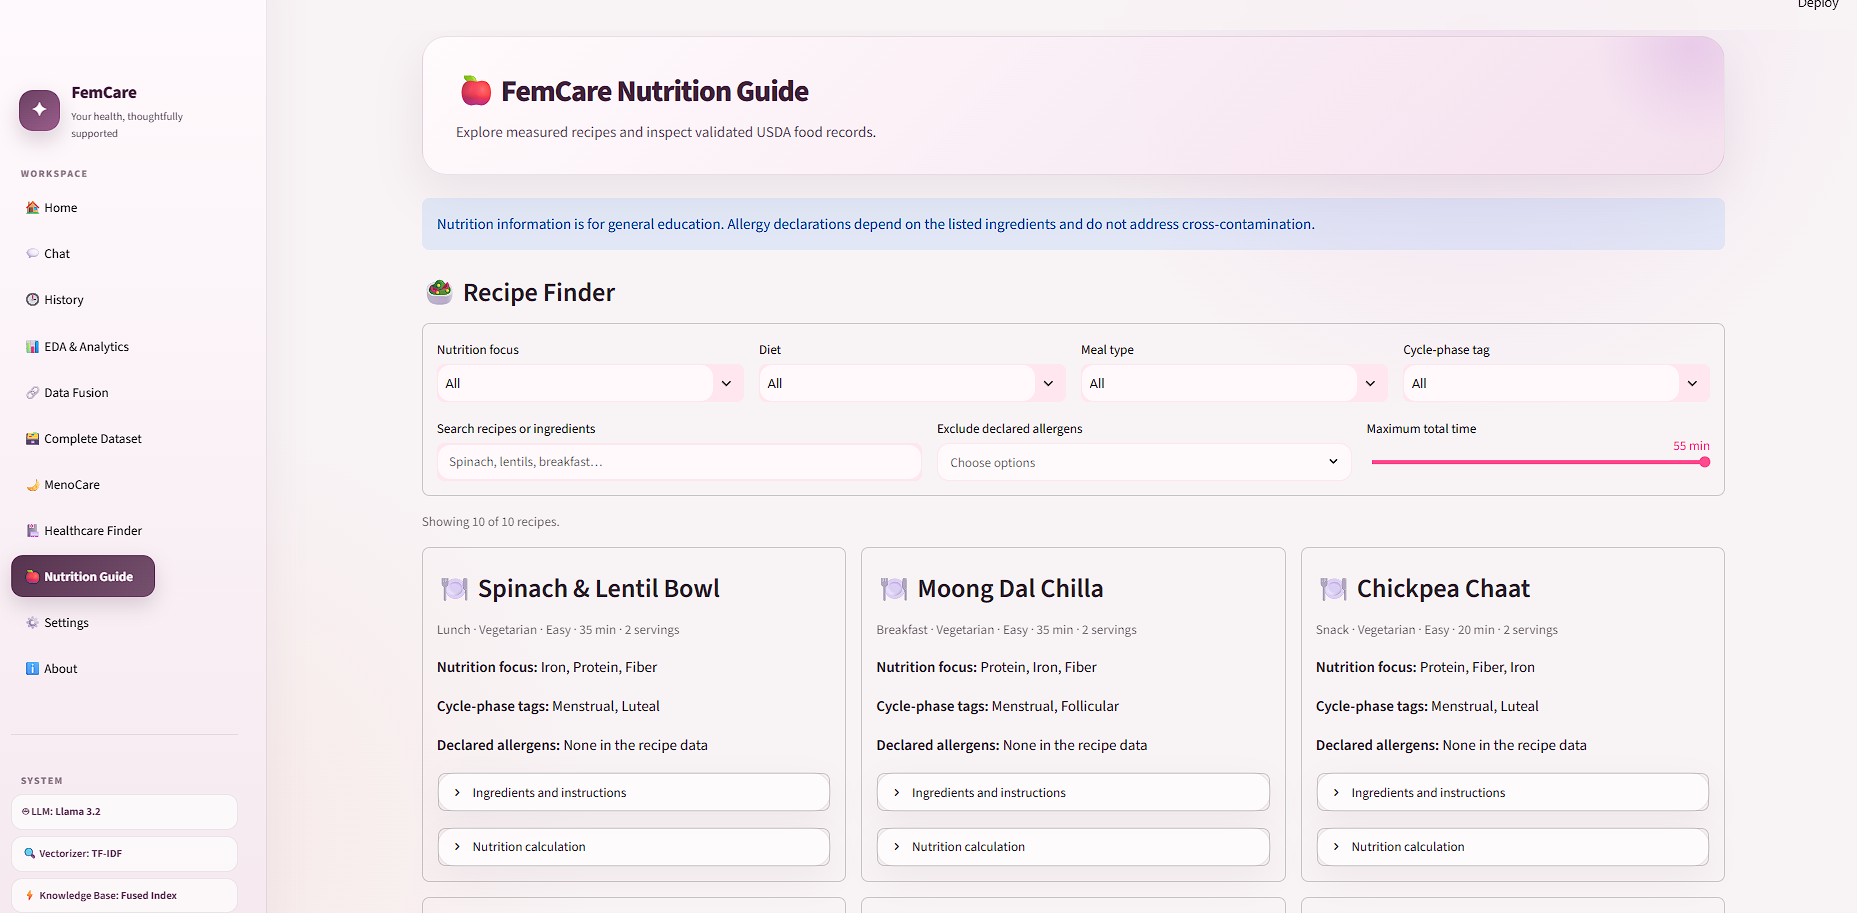 Deploy
FemCare
Your health, thoughtfully
supported
WORKSPACE
Home
Chat
History
EDA & Analytics
Data Fusion
Complete Dataset
MenoCare
Healthcare Finder
Nutrition Guide
Settings
About
SYSTEM
LLM: Llama 3.2
Vectorizer: TF-IDF
Knowledge Base: Fused Index
FemCare Nutrition Guide
Explore measured recipes and inspect validated USDA food records.
Nutrition information is for general education. Allergy declarations depend on the listed ingredients and do not address cross-contamination.
Recipe Finder
Nutrition focus
All
Diet
All
Meal type
All
Cycle-phase tag
All
Search recipes or ingredients
Spinach, lentils, breakfast...
Exclude declared allergens
Choose options
Maximum total time
55 min
Showing 10 of 10 recipes.
Spinach & Lentil Bowl
Lunch · Vegetarian · Easy · 35 min · 2 servings
Nutrition focus: Iron, Protein, Fiber
Cycle-phase tags: Menstrual, Luteal
Declared allergens: None in the recipe data
Ingredients and instructions
Nutrition calculation
Moong Dal Chilla
Breakfast · Vegetarian · Easy · 35 min · 2 servings
Nutrition focus: Protein, Iron, Fiber
Cycle-phase tags: Menstrual, Follicular
Declared allergens: None in the recipe data
Ingredients and instructions
Nutrition calculation
Chickpea Chaat
Snack · Vegetarian · Easy · 20 min · 2 servings
Nutrition focus: Protein, Fiber, Iron
Cycle-phase tags: Menstrual, Luteal
Declared allergens: None in the recipe data
Ingredients and instructions
Nutrition calculation